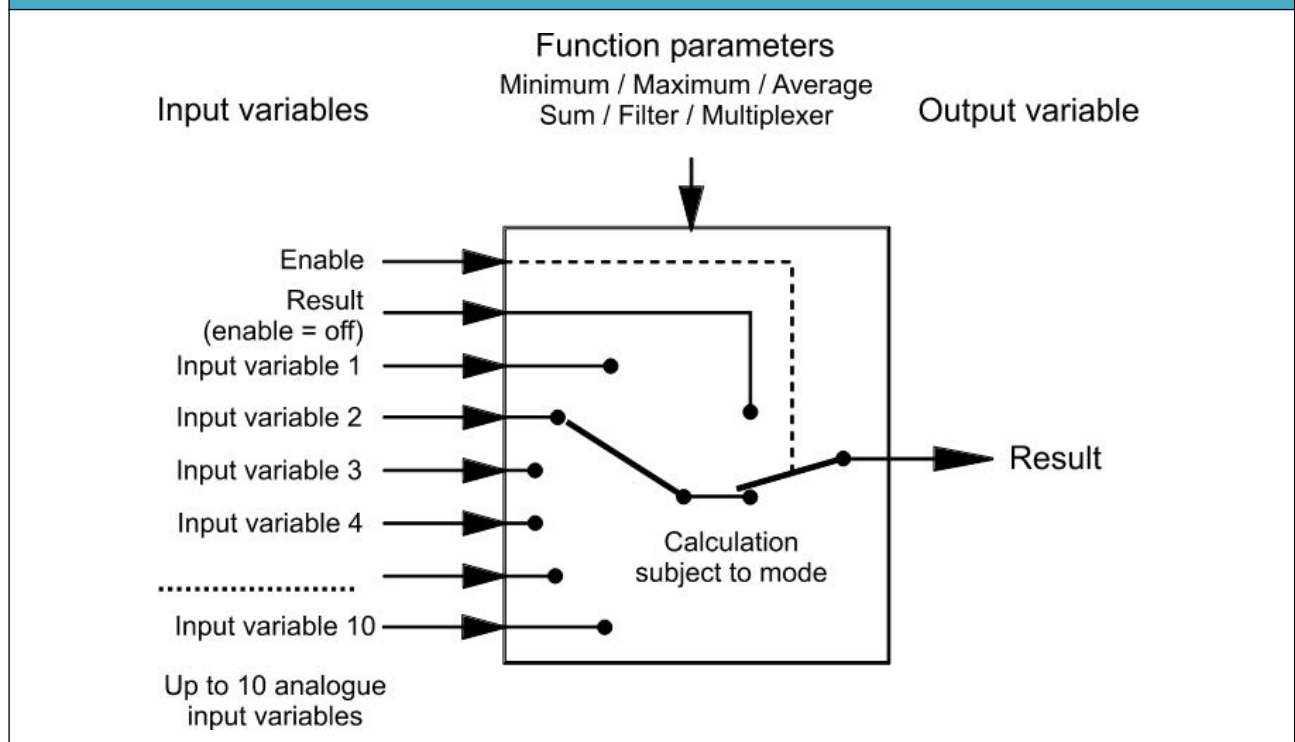 Function parameters
Minimum / Maximum / Average
Sum / Filter / Multiplexer
Input variables
Output variable
Enable
Result
(enable = off)
Input variable 1
Input variable 2
Input variable 3
Input variable 4
Input variable 10
Up to 10 analogue
input variables
Calculation
subject to mode
Result